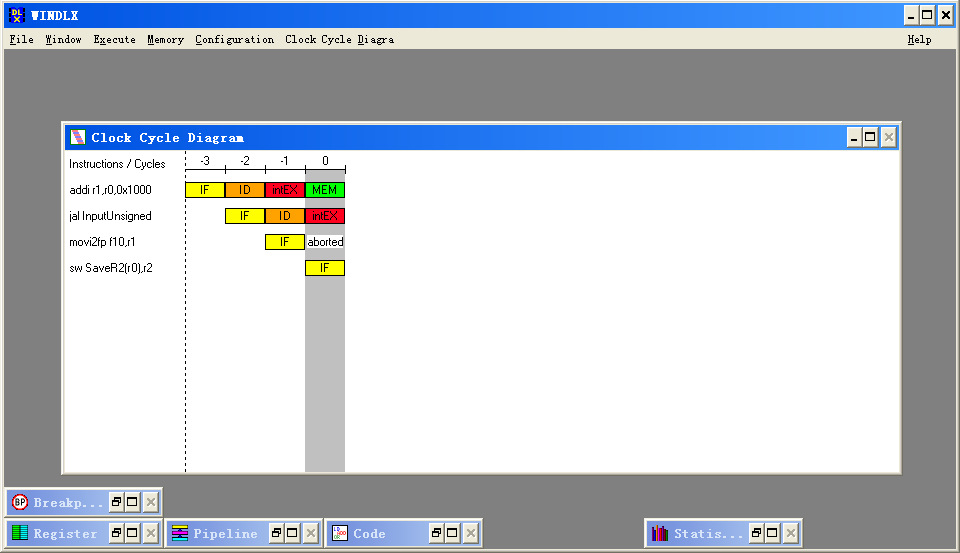 DL X WINDLX
File Window Execute Memory Configuration Clock Cycle Diagra Help
Clock Cycle Diagram
Instructions / Cycles -3 -2 -1 0
addi r1,r0,0x1000 IF ID intEX MEM
jal InputUnsigned IF ID intEX
movi2fp f10,r1 IF aborted
sw SaveR2(r0),r2 IF
BP Breakp...
Register Pipeline Code Statis...